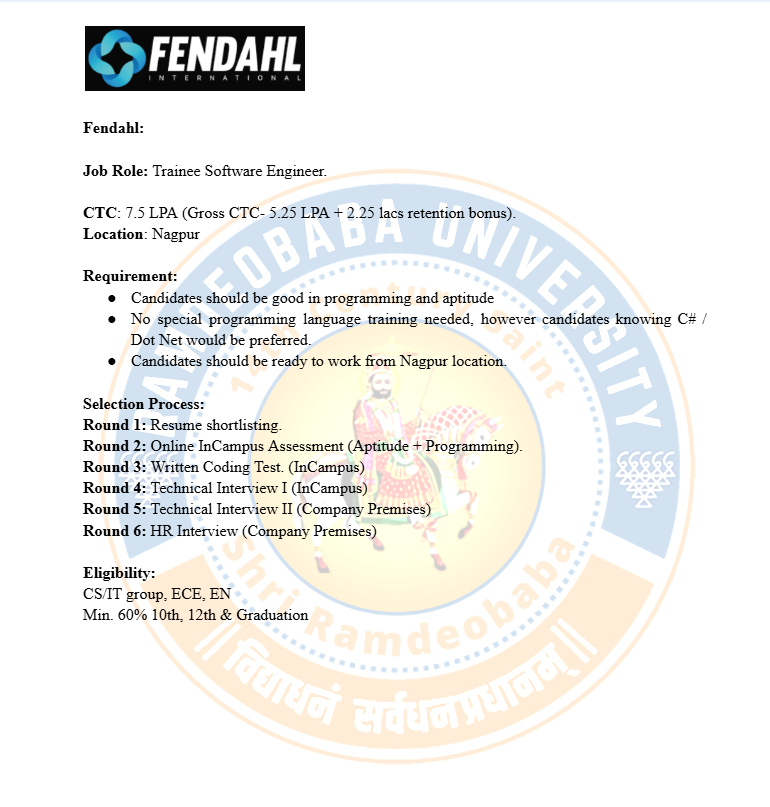 FENDAHL
INTERNATIONAL
Fendahl:
Job Role: Trainee Software Engineer.
CTC: 7.5 LPA (Gross CTC- 5.25 LPA + 2.25 lacs retention bonus).
Location: Nagpur
Requirement:
● Candidates should be good in programming and aptitude
● No special programming language training needed, however candidates knowing C# /
Dot Net would be preferred.
● Candidates should be ready to work from Nagpur location.
Selection Process:
Round 1: Resume shortlisting.
Round 2: Online InCampus Assessment (Aptitude + Programming).
Round 3: Written Coding Test. (InCampus)
Round 4: Technical Interview I (InCampus)
Round 5: Technical Interview II (Company Premises)
Round 6: HR Interview (Company Premises)
Eligibility:
CS/IT group, ECE, EN
Min. 60% 10th, 12th & Graduation
RAMDEOBABA UNIVERSITY
14th Century Saint
Shri Ramdeobaba
॥ विद्याधनं सर्वधनप्रधानम् ॥